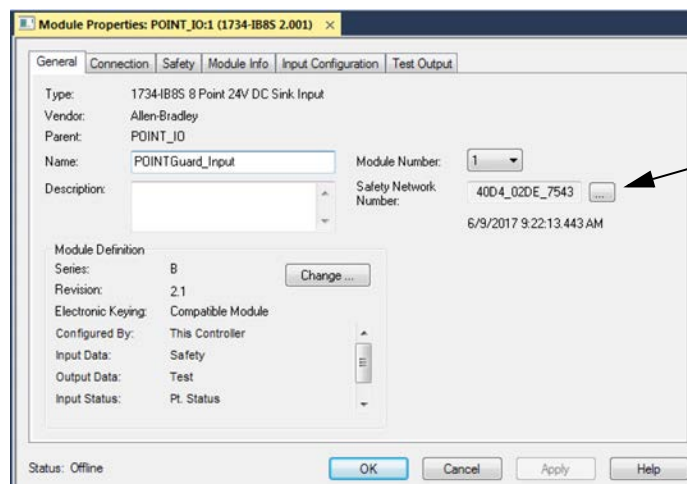 Module Properties: POINT_IO:1 (1734-IB8S 2.001) ×
General Connection Safety Module Info Input Configuration Test Output
Type: 1734-IB8S 8 Point 24V DC Sink Input
Vendor: Allen-Bradley
Parent: POINT_IO
Name: POINTGuard_Input Module Number: 1
Description: Safety Network Number: 40D4_02DE_7543 ...
6/9/2017 9:22:13.443 AM
Module Definition
Series: B Change ...
Revision: 2.1
Electronic Keying: Compatible Module
Configured By: This Controller
Input Data: Safety
Output Data: Test
Input Status: Pt. Status
Status: Offline OK Cancel Apply Help